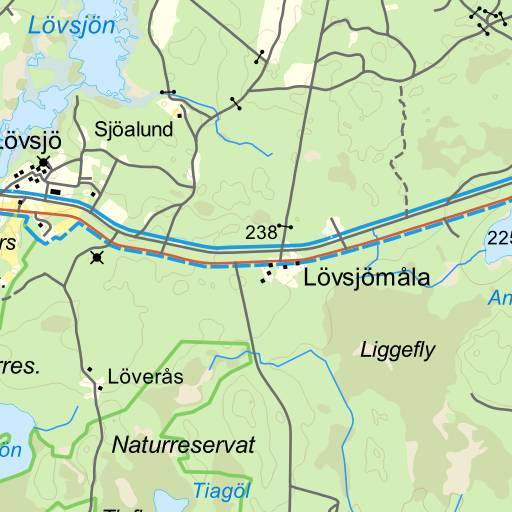 Lövsjön
Lövsjö
Sjöalund
238
225
Lövsjömåla
Liggefly
Löverås
Naturreservat
Tiagöl